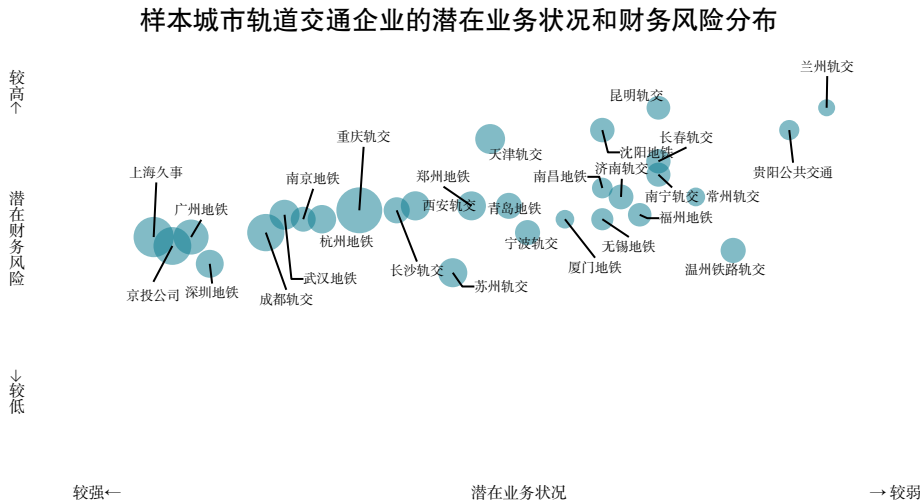 样本城市轨道交通企业的潜在业务状况和财务风险分布
较高↑
潜在财务风险
↓较低
兰州轨交
昆明轨交
重庆轨交
长春轨交
沈阳地铁
天津轨交
上海久事
南京地铁
郑州地铁
南昌地铁
济南轨交
贵阳公共交通
广州地铁
西安轨交
青岛地铁
南宁轨交
常州轨交
福州地铁
杭州地铁
宁波轨交
无锡地铁
长沙轨交
厦门地铁
温州铁路轨交
武汉地铁
京投公司
深圳地铁
成都轨交
苏州轨交
较强←
潜在业务状况
→较弱